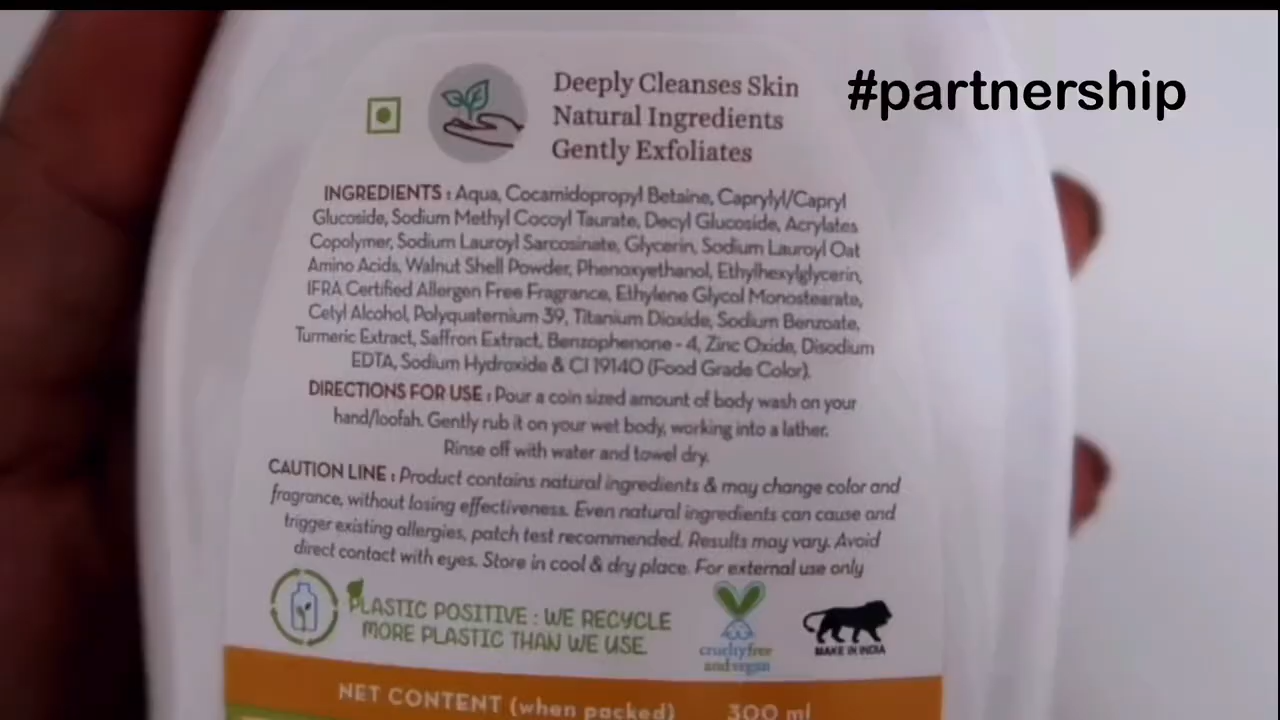 #partnership
Deeply Cleanses Skin
Natural Ingredients
Gently Exfoliates
INGREDIENTS : Aqua, Cocamidopropyl Betaine, Caprylyl/Capryl
Glucoside, Sodium Methyl Cocoyl Taurate, Decyl Glucoside, Acrylates
Copolymer, Sodium Lauroyl Sarcosinate, Glycerin, Sodium Lauroyl Oat
Amino Acids, Walnut Shell Powder, Phenoxyethanol, Ethylhexylglycerin,
IFRA Certified Allergen Free Fragrance, Ethylene Glycol Monostearate,
Cetyl Alcohol, Polyquaternium 39, Titanium Dioxide, Sodium Benzoate,
Turmeric Extract, Saffron Extract, Benzophenone - 4, Zinc Oxide, Disodium
EDTA, Sodium Hydroxide & CI 19140 (Food Grade Color).
DIRECTIONS FOR USE : Pour a coin sized amount of body wash on your
hand/loofah. Gently rub it on your wet body, working into a lather.
Rinse off with water and towel dry.
CAUTION LINE : Product contains natural ingredients & may change color and
fragrance, without losing effectiveness. Even natural ingredients can cause and
trigger existing allergies, patch test recommended. Results may vary. Avoid
direct contact with eyes. Store in cool & dry place. For external use only
PLASTIC POSITIVE : WE RECYCLE
MORE PLASTIC THAN WE USE.
crueltyfree
and vegan
MAKE IN INDIA
NET CONTENT (when packed) 300 ml